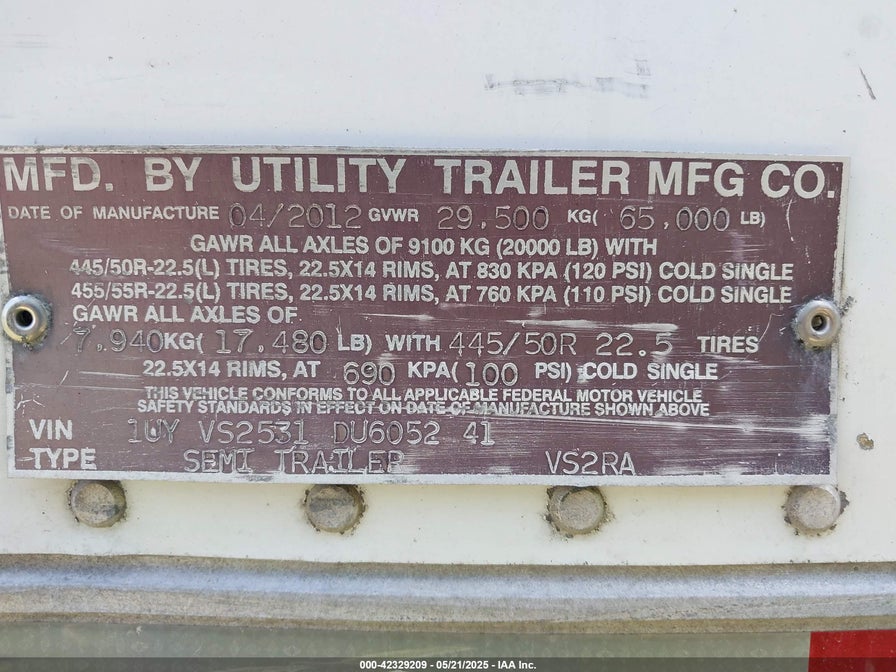 MFD. BY UTILITY TRAILER MFG CO.
DATE OF MANUFACTURE 04/2012 GVWR 29,500 KG( 65,000 LB)
GAWR ALL AXLES OF 9100 KG (20000 LB) WITH
445/50R-22.5(L) TIRES, 22.5X14 RIMS, AT 830 KPA (120 PSI) COLD SINGLE
455/55R-22.5(L) TIRES, 22.5X14 RIMS, AT 760 KPA (110 PSI) COLD SINGLE
GAWR ALL AXLES OF
7,940KG( 17,480 LB) WITH 445/50R 22.5 TIRES
22.5X14 RIMS, AT 690 KPA( 100 PSI) COLD SINGLE
THIS VEHICLE CONFORMS TO ALL APPLICABLE FEDERAL MOTOR VEHICLE
SAFETY STANDARDS IN EFFECT ON DATE OF MANUFACTURE SHOWN ABOVE
VIN 1UY VS2531 DU6052 41
TYPE SEMI TRAILER VS2RA
000-42329209 - 05/21/2025 - IAA Inc.